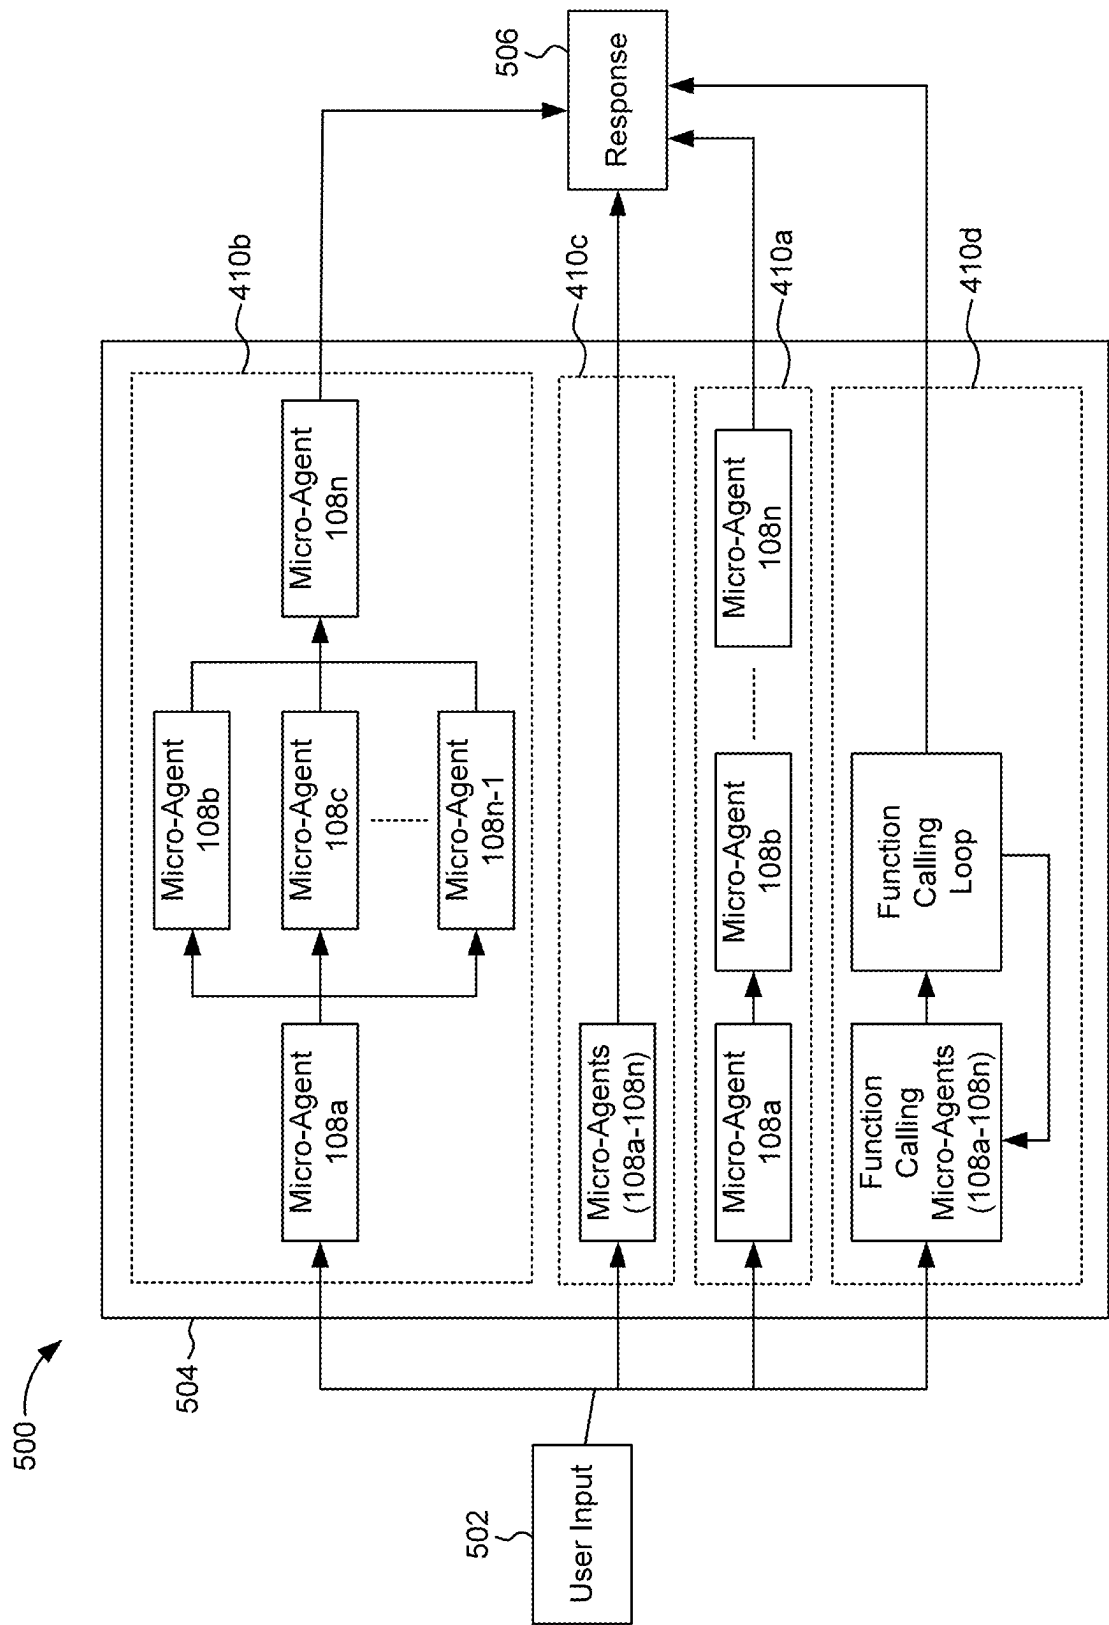 500
502
User Input
504
410b
Micro-Agent
108a
Micro-Agent
108b
Micro-Agent
108c
Micro-Agent
108n-1
Micro-Agent
108n
410c
Micro-Agents
(108a-108n)
410a
Micro-Agent
108a
Micro-Agent
108b
Micro-Agent
108n
410d
Function
Calling
Micro-Agents
(108a-108n)
Function
Calling
Loop
506
Response